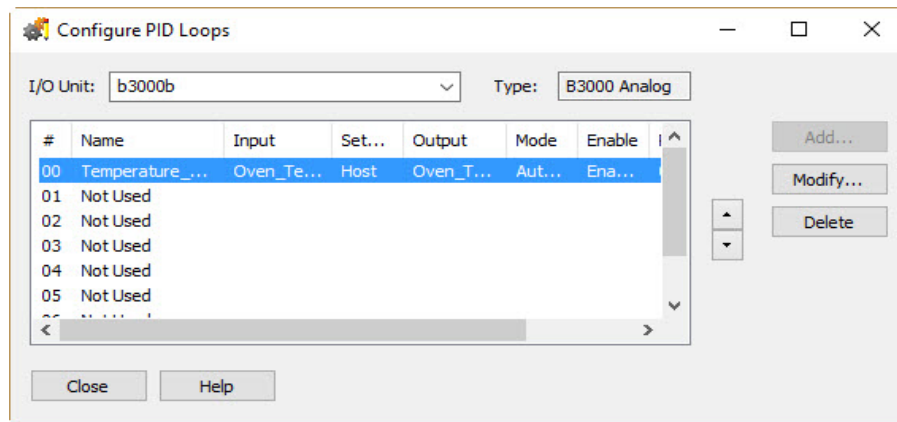 Configure PID Loops
I/O Unit: b3000b Type: B3000 Analog
# Name Input Set... Output Mode Enable
00 Temperature_... Oven_Te... Host Oven_T... Aut... Ena...
01 Not Used
02 Not Used
03 Not Used
04 Not Used
05 Not Used
Add...
Modify...
Delete
Close Help